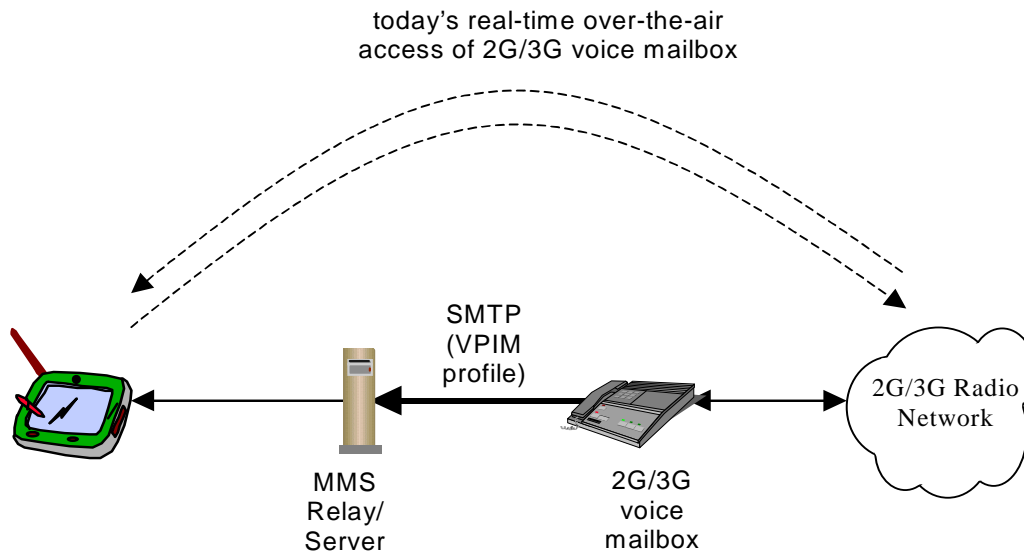 today's real-time over-the-air
access of 2G/3G voice mailbox
SMTP
(VPIM
profile)
2G/3G Radio
Network
MMS
Relay/
Server
2G/3G
voice
mailbox